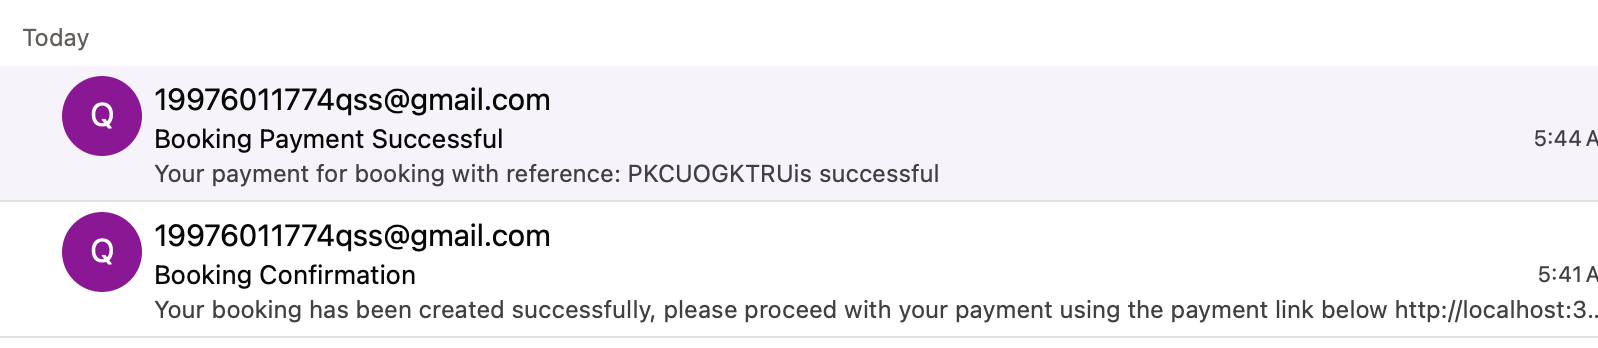 Today
Q
19976011774qss@gmail.com
Booking Payment Successful
5:44 A
Your payment for booking with reference: PKCUOGKTRUis successful
Q
19976011774qss@gmail.com
Booking Confirmation
5:41 A
Your booking has been created successfully, please proceed with your payment using the payment link below http://localhost:3...